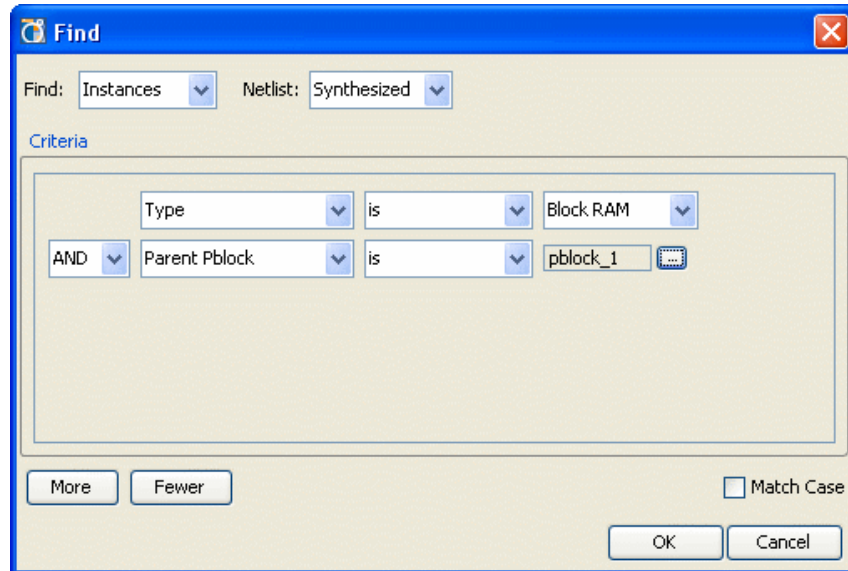 Find
Find: Instances Netlist: Synthesized
Criteria
Type is Block RAM
AND Parent Pblock is pblock_1 ...
More Fewer Match Case
OK Cancel